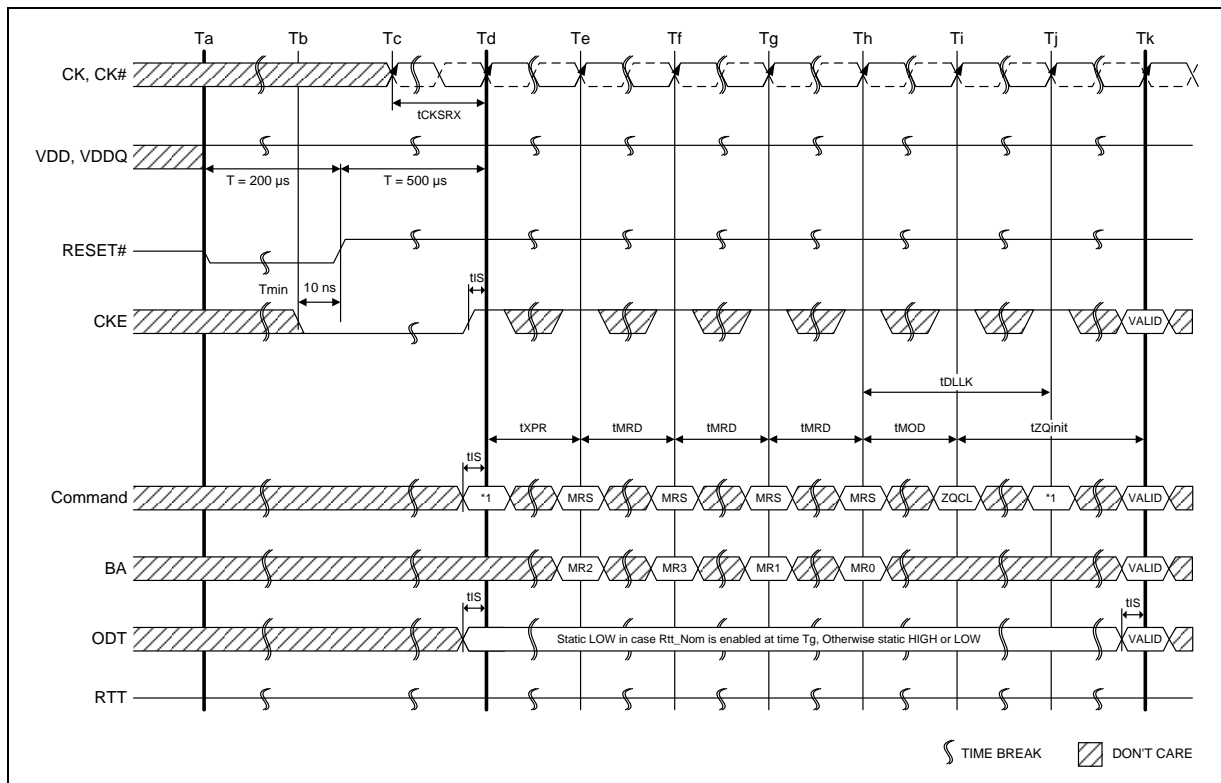 Ta Tb Tc Td Te Tf Tg Th Ti Tj Tk
CK, CK#
tCKSRX
VDD, VDDQ
T = 200 µs T = 500 µs
RESET#
tIS
Tmin 10 ns
CKE VALID
tDLLK
tXPR tMRD tMRD tMRD tMOD tZQinit
tIS
Command *1 MRS MRS MRS MRS ZQCL *1 VALID
BA MR2 MR3 MR1 MR0 VALID
tIS tIS
ODT Static LOW in case Rtt_Nom is enabled at time Tg, Otherwise static HIGH or LOW VALID
RTT
TIME BREAK DON'T CARE